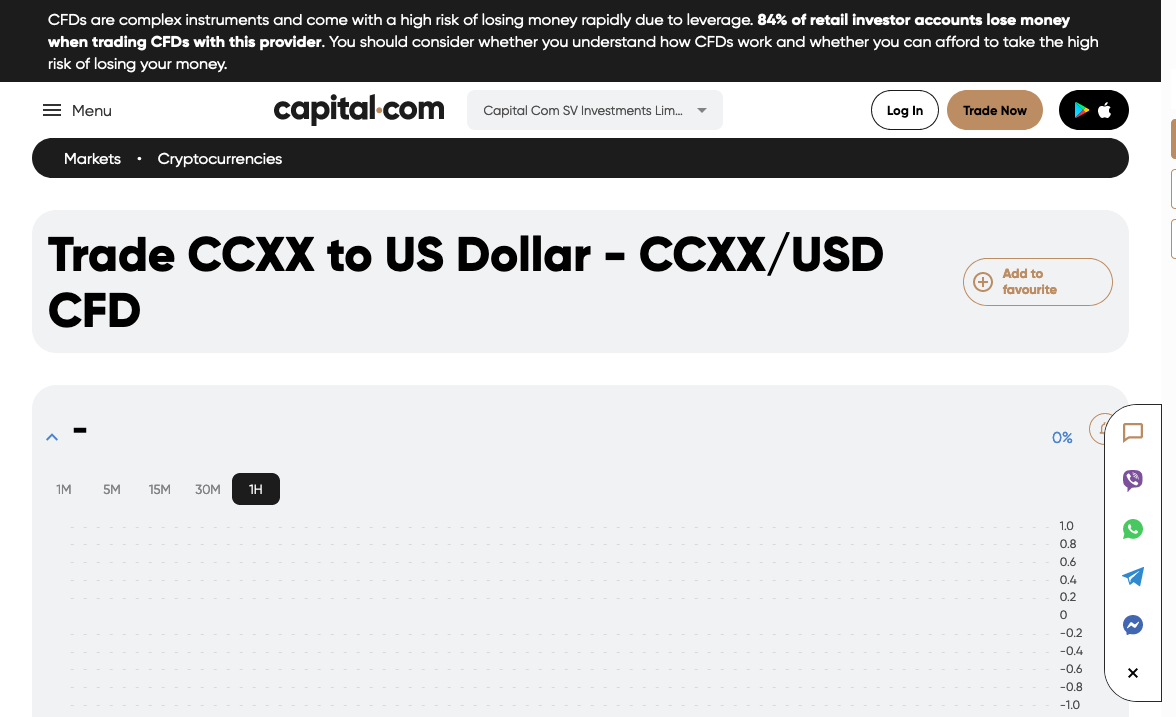 CFDs are complex instruments and come with a high risk of losing money rapidly due to leverage. 84% of retail investor accounts lose money
when trading CFDs with this provider. You should consider whether you understand how CFDs work and whether you can afford to take the high
risk of losing your money.
Menu
capital.com
Capital Com SV Investments Lim...
Log In
Trade Now
Markets • Cryptocurrencies
Trade CCXX to US Dollar - CCXX/USD
CFD
Add to
favourite
-
0%
1M 5M 15M 30M 1H
1.0
0.8
0.6
0.4
0.2
0
-0.2
-0.4
-0.6
-0.8
-1.0